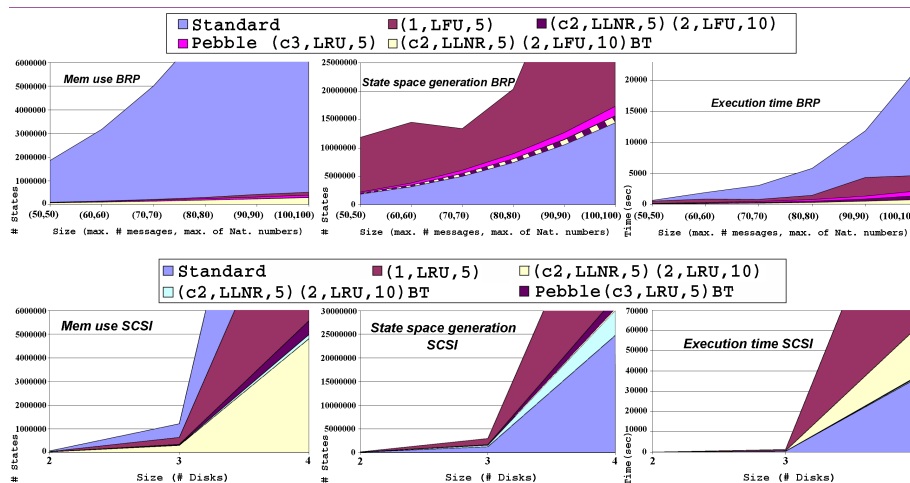 Standard (1,LFU,5) (c2,LLNR,5)(2,LFU,10)
Pebble (c3,LRU,5) (c2,LLNR,5)(2,LFU,10)BT
Mem use BRP
6000000
5000000
4000000
3000000
2000000
1000000
0
# States
(50,50) (60,60) (70,70) (80,80) (90,90) (100,100)
Size (max. # messages, max. of Nat. numbers)
State space generation BRP
25000000
20000000
15000000
10000000
5000000
0
# States
(50,50) (60,60) (70,70) (80,80) (90,90) (100,100)
Size (max. # messages, max. of Nat. numbers)
Execution time BRP
20000
15000
10000
5000
0
Time(sec)
(50,50) (60,60) (70,70) (80,80) (99,90) (100,100)
Size (max. # messages, max. of Nat. numbers)
Standard (1,LRU,5) (c2,LLNR,5)(2,LRU,10)
(c2,LLNR,5)(2,LRU,10)BT Pebble(c3,LRU,5)BT
Mem use SCSI
6000000
5000000
4000000
3000000
2000000
1000000
0
# States
2 3 4
Size (# Disks)
State space generation
SCSI
30000000
25000000
20000000
15000000
10000000
5000000
0
# States
2 3 4
Size (# Disks)
Execution time SCSI
70000
60000
50000
40000
30000
20000
10000
0
Time(sec)
2 3
Size (# Disks)